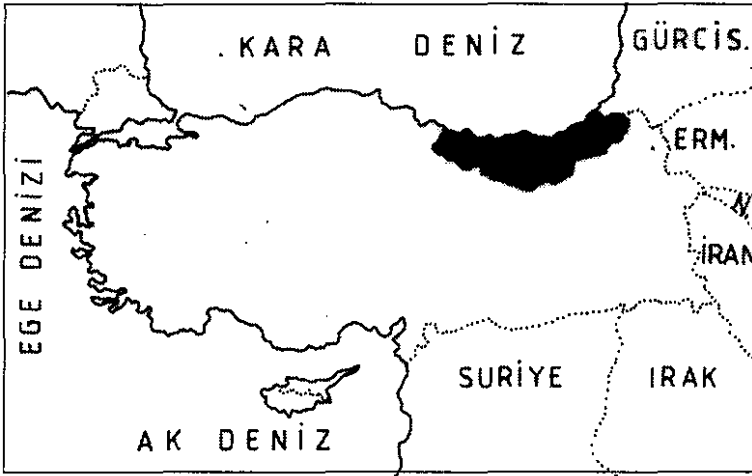 KARA DENİZ
GÜRCİS.
ERM.
N.
İRAN
EGE DENİZİ
SURİYE
IRAK
AK DENİZ